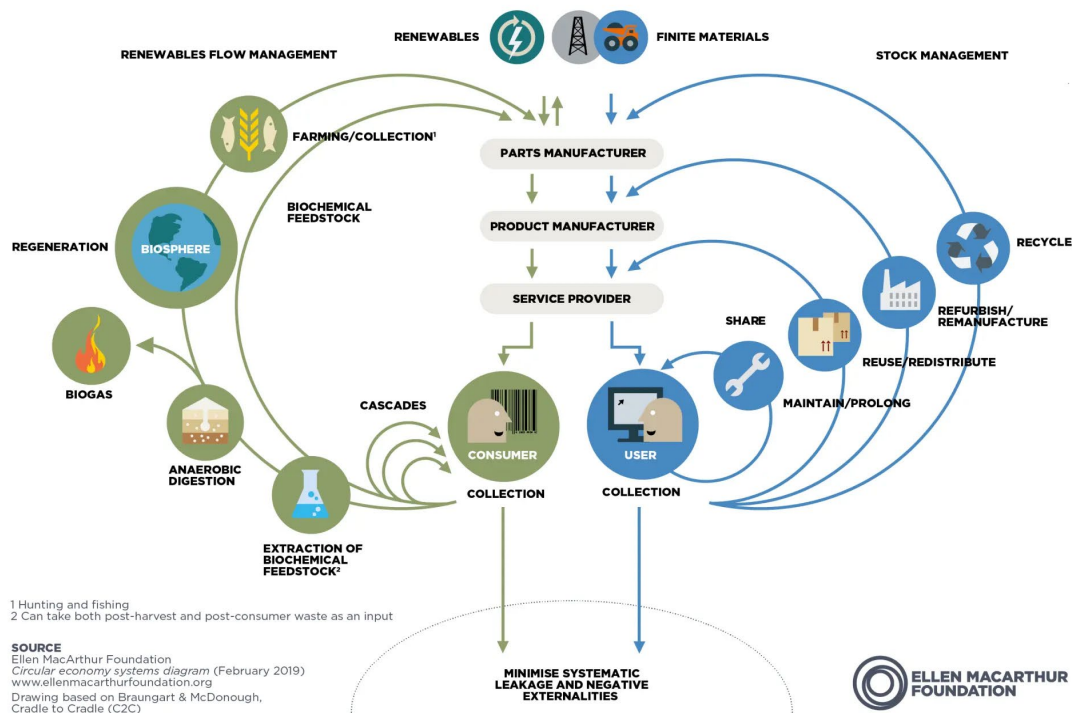 RENEWABLES
FINITE MATERIALS
RENEWABLES FLOW MANAGEMENT
STOCK MANAGEMENT
FARMING/COLLECTION¹
PARTS MANUFACTURER
BIOCHEMICAL
FEEDSTOCK
PRODUCT MANUFACTURER
REGENERATION
BIOSPHERE
RECYCLE
SERVICE PROVIDER
SHARE
REFURBISH/
REMANUFACTURE
REUSE/REDISTRIBUTE
BIOGAS
CASCADES
MAINTAIN/PROLONG
CONSUMER
USER
ANAEROBIC
DIGESTION
COLLECTION
COLLECTION
EXTRACTION OF
BIOCHEMICAL
FEEDSTOCK²
1 Hunting and fishing
2 Can take both post-harvest and post-consumer waste as an input
SOURCE
Ellen MacArthur Foundation
Circular economy systems diagram (February 2019)
www.ellenmacarthurfoundation.org
Drawing based on Braungart & McDonough,
Cradle to Cradle (C2C)
MINIMISE SYSTEMATIC
LEAKAGE AND NEGATIVE
EXTERNALITIES
ELLEN MACARTHUR
FOUNDATION